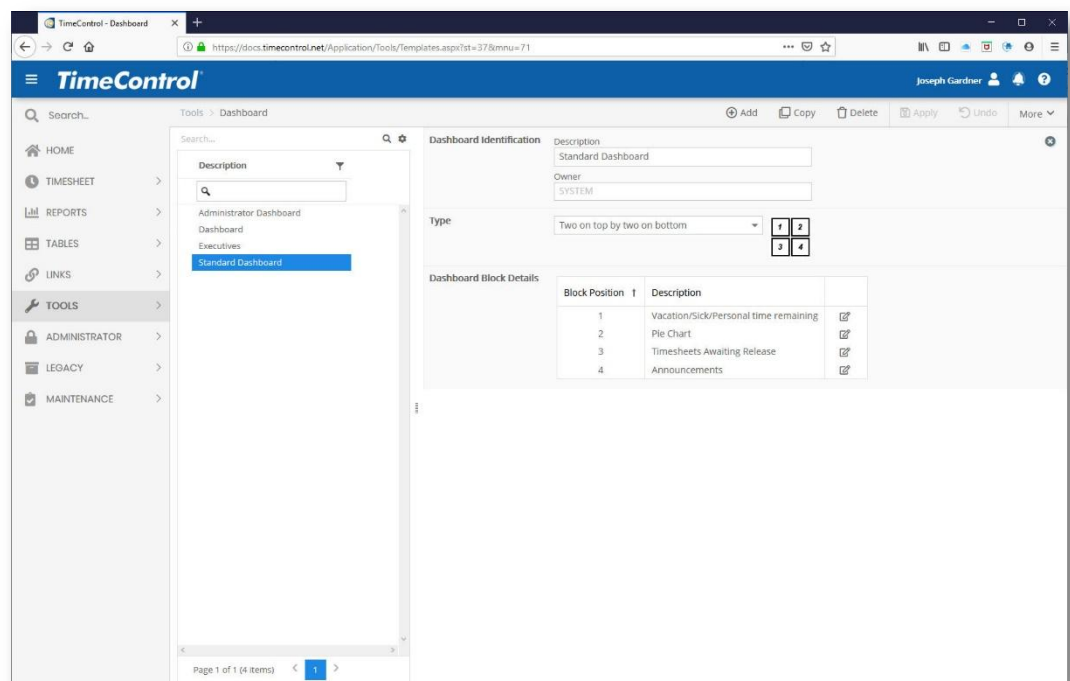 TimeControl - Dashboard
https://docs.timecontrol.net/Application/Tools/Templates.aspx?st=37&mnu=71
TimeControl
Joseph Gardner
Search...
Tools > Dashboard
Add Copy Delete Apply Undo More
HOME
TIMESHEET
REPORTS
TABLES
LINKS
TOOLS
ADMINISTRATOR
LEGACY
MAINTENANCE
Search...
Description
Administrator Dashboard
Dashboard
Executives
Standard Dashboard
Page 1 of 1 (4 items) < 1 >
Dashboard Identification
Description
Standard Dashboard
Owner
SYSTEM
Type
Two on top by two on bottom
1 2
3 4
Dashboard Block Details
Block Position ↑ Description
1 Vacation/Sick/Personal time remaining
2 Pie Chart
3 Timesheets Awaiting Release
4 Announcements